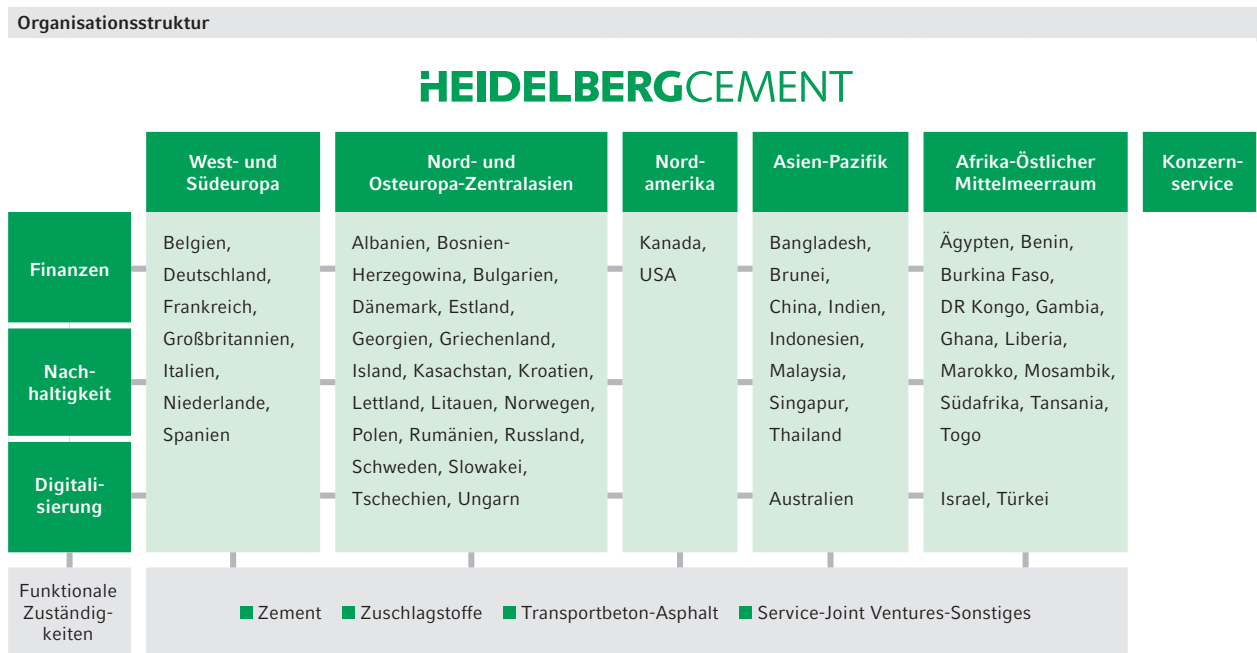 Organisationsstruktur
HEIDELBERGCEMENT
West- und
Südeuropa
Nord- und
Osteuropa-Zentralasien
Nord-
amerika
Asien-Pazifik
Afrika-Östlicher
Mittelmeerraum
Konzern-
service
Finanzen
Nach-
haltigkeit
Digitali-
sierung
Belgien,
Deutschland,
Frankreich,
Großbritannien,
Italien,
Niederlande,
Spanien
Albanien, Bosnien-
Herzegowina, Bulgarien,
Dänemark, Estland,
Georgien, Griechenland,
Island, Kasachstan, Kroatien,
Lettland, Litauen, Norwegen,
Polen, Rumänien, Russland,
Schweden, Slowakei,
Tschechien, Ungarn
Kanada,
USA
Bangladesh,
Brunei,
China, Indien,
Indonesien,
Malaysia,
Singapur,
Thailand
Australien
Ägypten, Benin,
Burkina Faso,
DR Kongo, Gambia,
Ghana, Liberia,
Marokko, Mosambik,
Südafrika, Tansania,
Togo
Israel, Türkei
Funktionale
Zuständig-
keiten
Zement
Zuschlagstoffe
Transportbeton-Asphalt
Service-Joint Ventures-Sonstiges